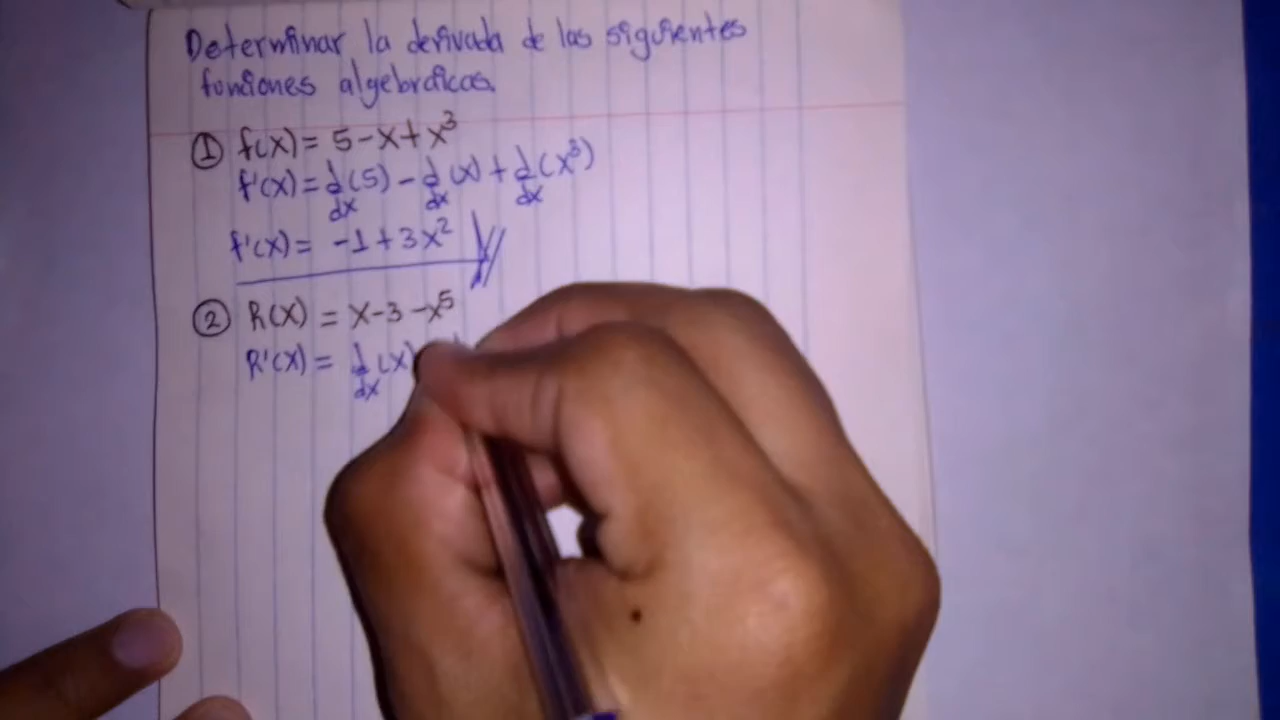 Determinar la derivada de las siguientes
funciones algebraicas.
① f(x) = 5 - x + x³
f'(x) = d/dx (5) - d/dx (x) + d/dx (x³)
f'(x) = -1 + 3x²
② R(x) = x - 3 - x⁵
R'(x) = d/dx (x)